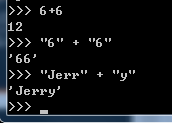 >>> 6+6
12
>>> "6" + "6"
'66'
>>> "Jerr" + "y"
'Jerry'
>>> _